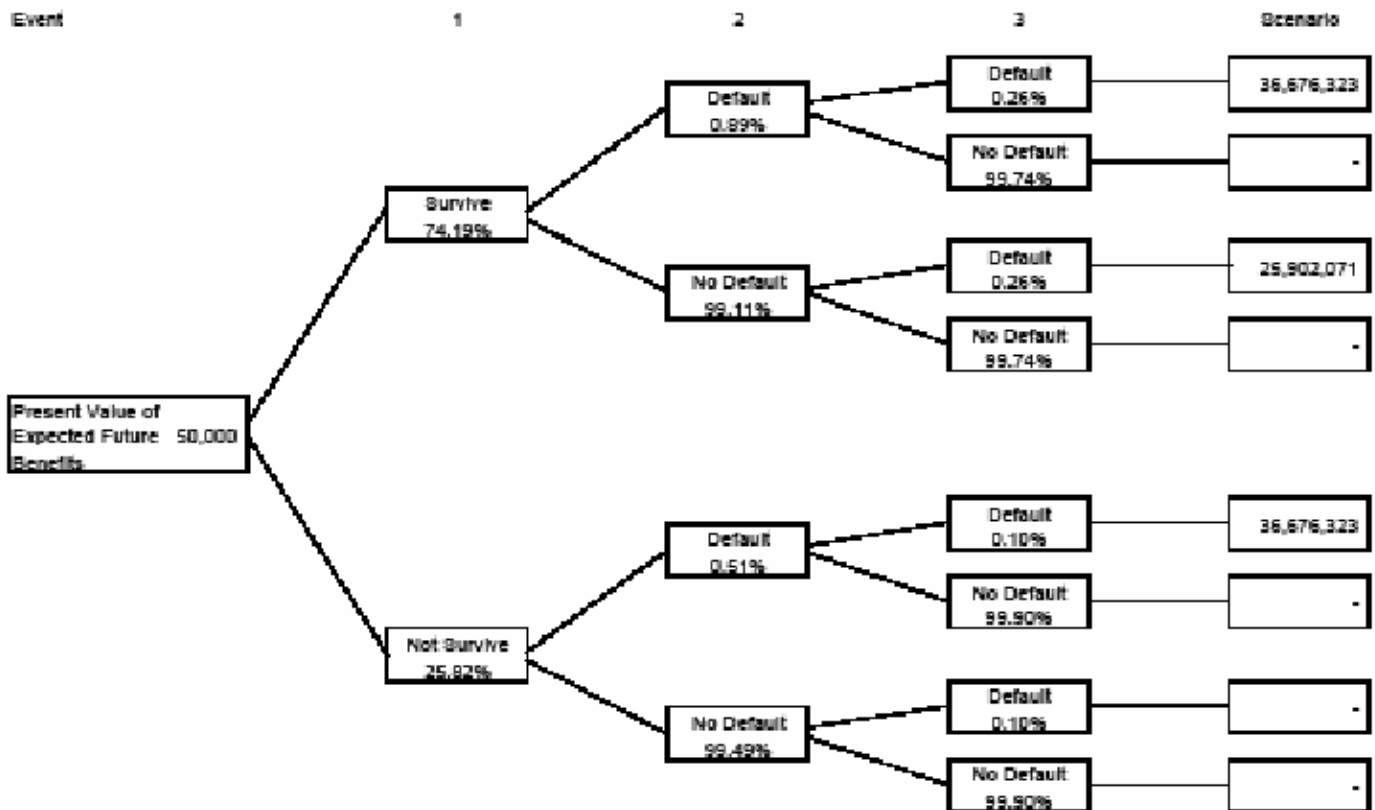 Event 1 2 3 Scenario
Default
0.26%
36,676,323
Default
0.89%
No Default
99.74%
-
Survive
74.19%
Default
0.26%
25,902,071
No Default
99.11%
No Default
99.74%
-
Present Value of
Expected Future 50,000
Benefits
Default
0.10%
36,676,323
Default
0.51%
No Default
99.90%
-
Not Survive
25.82%
Default
0.10%
-
No Default
99.49%
No Default
99.90%
-